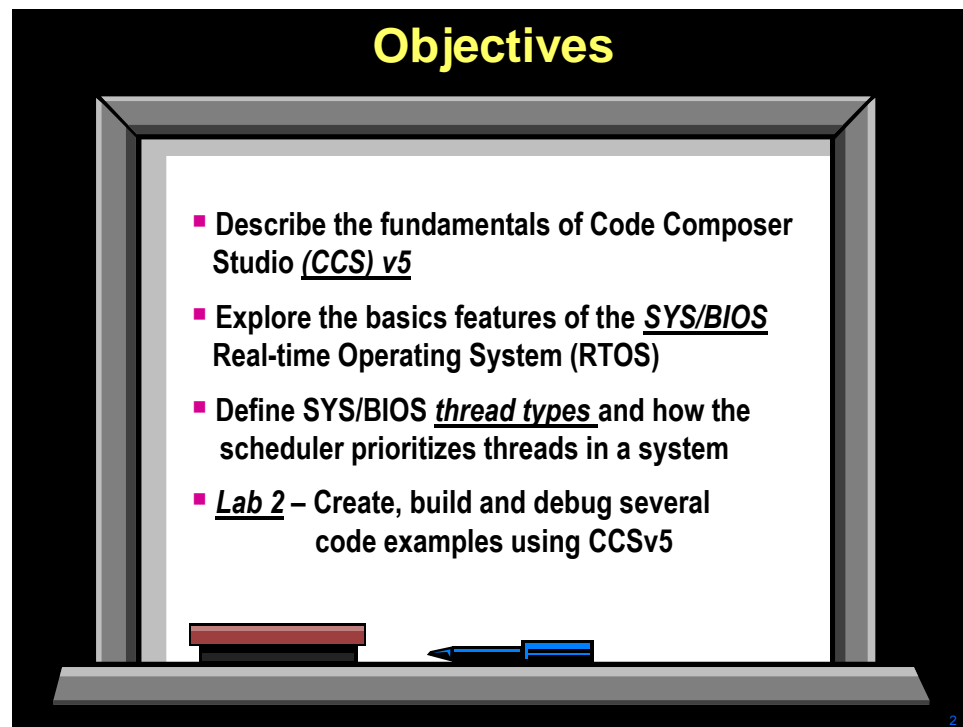 Objectives
▪ Describe the fundamentals of Code Composer
Studio (CCS) v5
▪ Explore the basics features of the SYS/BIOS
Real-time Operating System (RTOS)
▪ Define SYS/BIOS thread types and how the
scheduler prioritizes threads in a system
▪ Lab 2 – Create, build and debug several
code examples using CCSv5
2